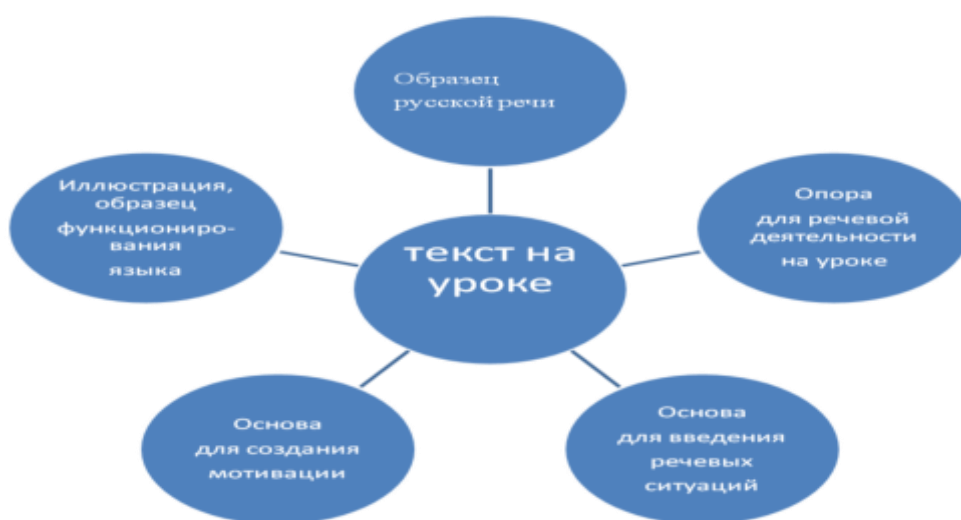 Образец
русской речи
Иллюстрация,
образец
функциониро-
вания
языка
Опора
для речевой
деятельности
на уроке
текст на
уроке
Основа
для создания
мотивации
Основа
для введения
речевых
ситуаций